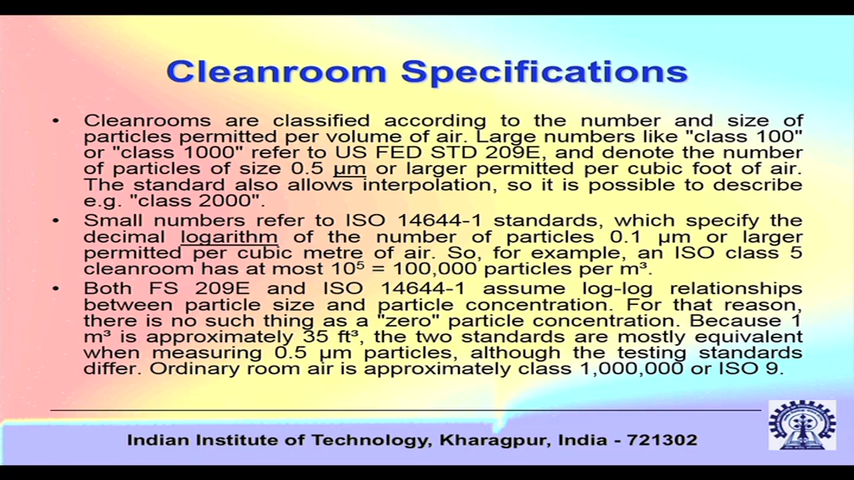 Cleanroom Specifications
• Cleanrooms are classified according to the number and size of
particles permitted per volume of air. Large numbers like "class 100"
or "class 1000" refer to US FED STD 209E, and denote the number
of particles of size 0.5 µm or larger permitted per cubic foot of air.
The standard also allows interpolation, so it is possible to describe
e.g. "class 2000".
• Small numbers refer to ISO 14644-1 standards, which specify the
decimal logarithm of the number of particles 0.1 µm or larger
permitted per cubic metre of air. So, for example, an ISO class 5
cleanroom has at most 10⁵ = 100,000 particles per m³.
• Both FS 209E and ISO 14644-1 assume log-log relationships
between particle size and particle concentration. For that reason,
there is no such thing as a "zero" particle concentration. Because 1
m³ is approximately 35 ft³, the two standards are mostly equivalent
when measuring 0.5 µm particles, although the testing standards
differ. Ordinary room air is approximately class 1,000,000 or ISO 9.
Indian Institute of Technology, Kharagpur, India - 721302